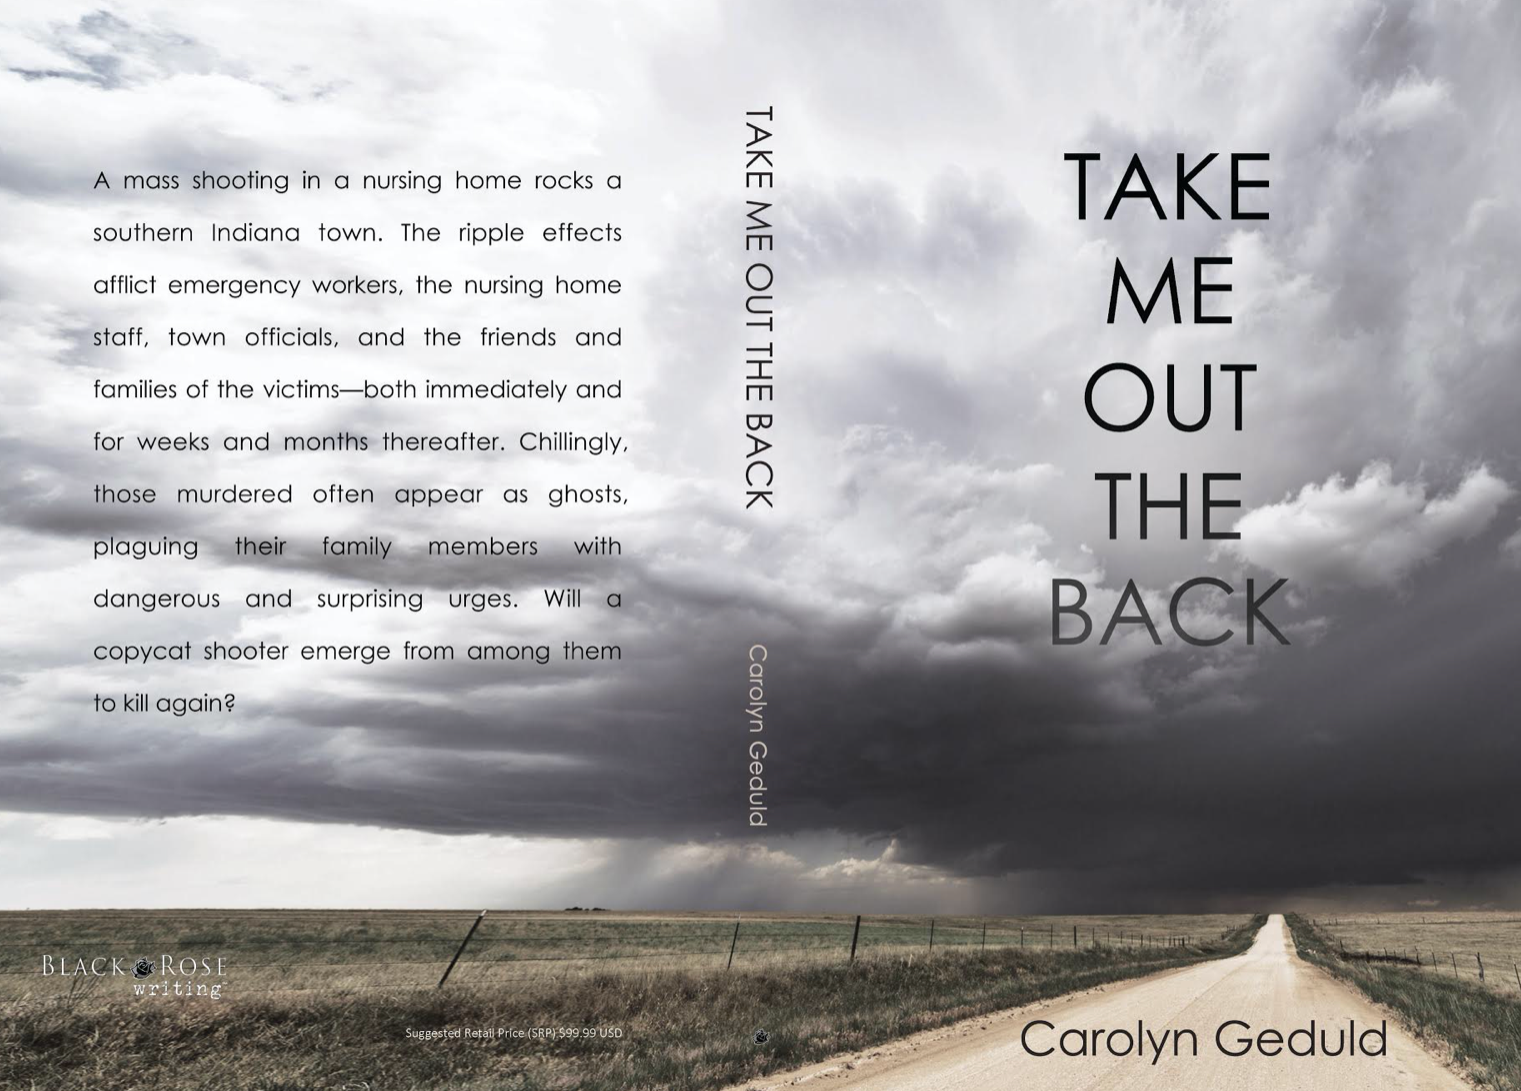 A mass shooting in a nursing home rocks a
southern Indiana town. The ripple effects
afflict emergency workers, the nursing home
staff, town officials, and the friends and
families of the victims—both immediately and
for weeks and months thereafter. Chillingly,
those murdered often appear as ghosts,
plaguing their family members with
dangerous and surprising urges. Will a
copycat shooter emerge from among them
to kill again?
BLACK ROSE
writing
Suggested Retail Price (SRP) $99.99 USD
TAKE ME OUT THE BACK
Carolyn Geduld
TAKE
ME
OUT
THE
BACK
Carolyn Geduld